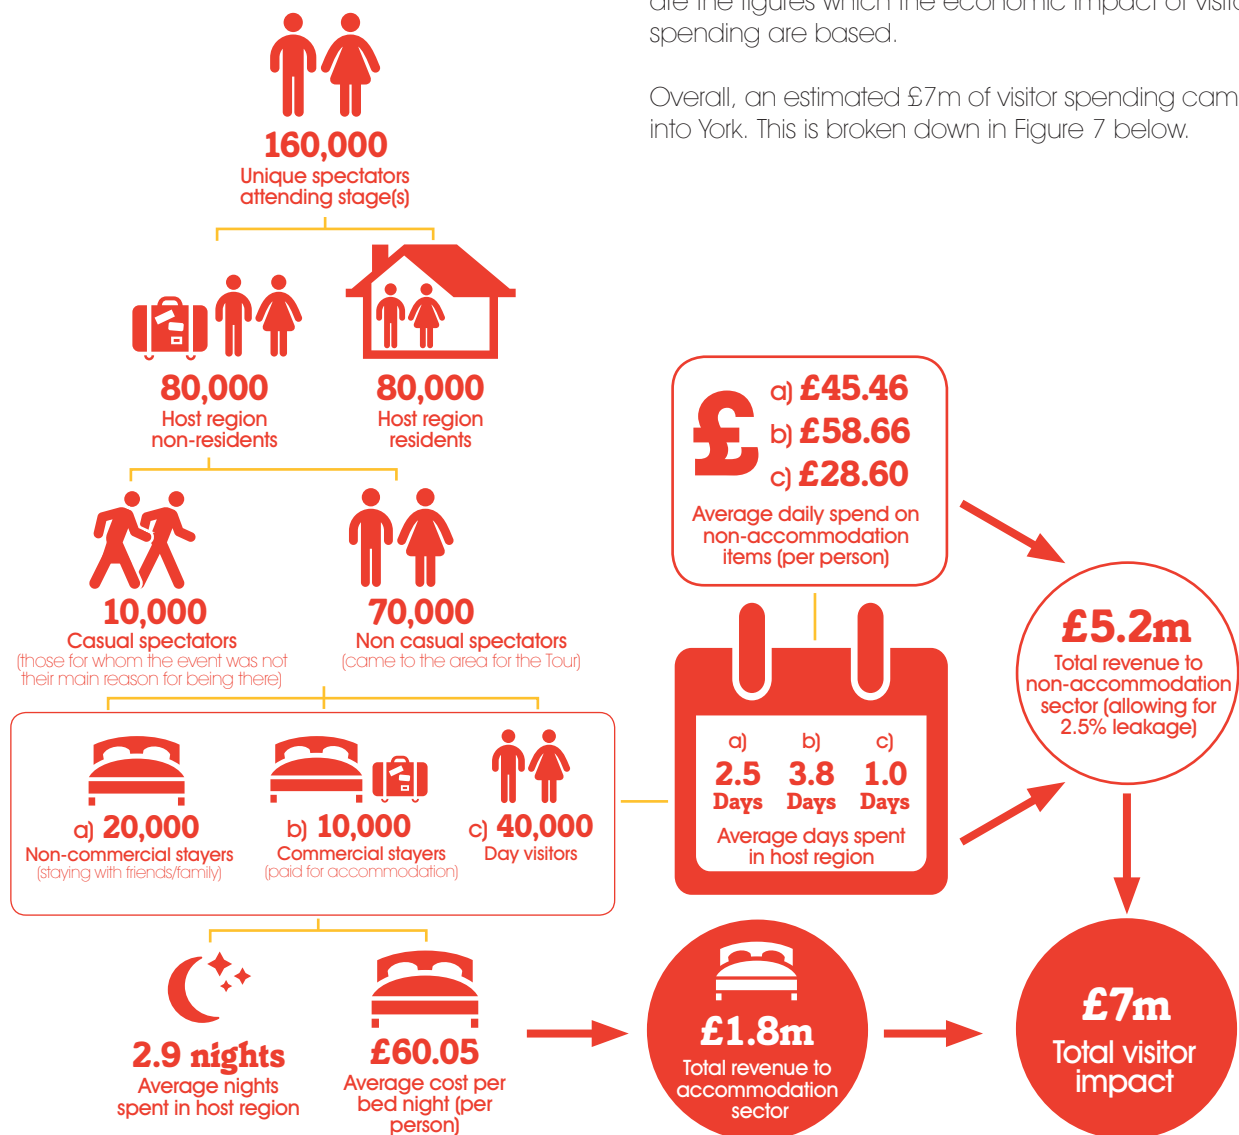 spending are based.
Overall, an estimated £7m of visitor spending cam
into York. This is broken down in Figure 7 below.
160,000
Unique spectators
attending stage(s)
80,000
Host region
non-residents
80,000
Host region
residents
10,000
Casual spectators
(those for whom the event was not
their main reason for being there)
70,000
Non casual spectators
(came to the area for the Tour)
a) 20,000
Non-commercial stayers
(staying with friends/family)
b) 10,000
Commercial stayers
(paid for accommodation)
c) 40,000
Day visitors
£
a) £45.46
b) £58.66
c) £28.60
Average daily spend on
non-accommodation
items (per person)
a)
2.5
Days
b)
3.8
Days
c)
1.0
Days
Average days spent
in host region
£5.2m
Total revenue to
non-accommodation
sector (allowing for
2.5% leakage)
2.9 nights
Average nights
spent in host region
£60.05
Average cost per
bed night (per
person)
£1.8m
Total revenue to
accommodation
sector
£7m
Total visitor
impact